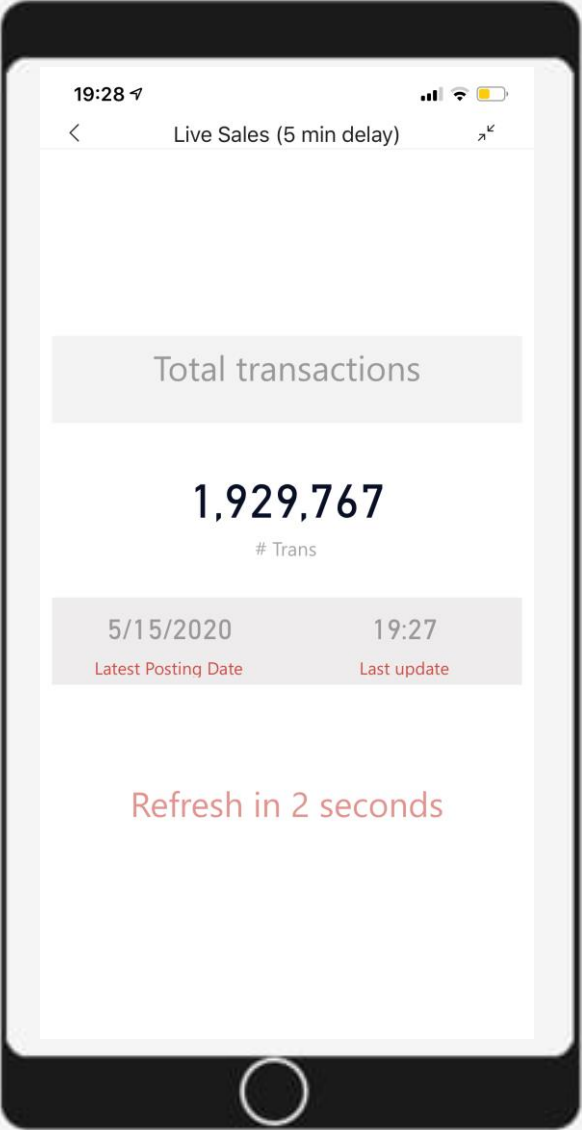 19:28
Live Sales (5 min delay)
Total transactions
1,929,767
# Trans
5/15/2020 19:27
Latest Posting Date Last update
Refresh in 2 seconds